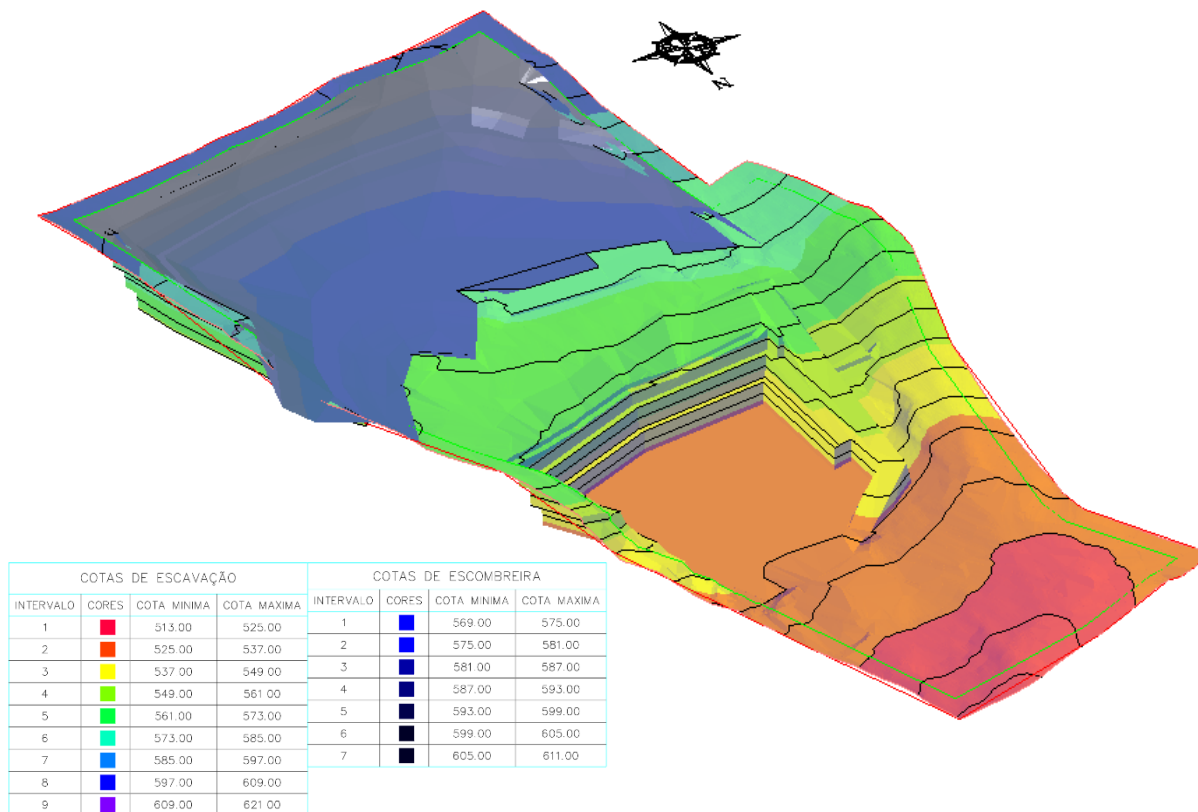 N
COTAS DE ESCAVAÇÃO
INTERVALO CORES COTA MINIMA COTA MAXIMA
1 513.00 525.00
2 525.00 537.00
3 537.00 549.00
4 549.00 561.00
5 561.00 573.00
6 573.00 585.00
7 585.00 597.00
8 597.00 609.00
9 609.00 621.00
COTAS DE ESCOMBREIRA
INTERVALO CORES COTA MINIMA COTA MAXIMA
1 569.00 575.00
2 575.00 581.00
3 581.00 587.00
4 587.00 593.00
5 593.00 599.00
6 599.00 605.00
7 605.00 611.00